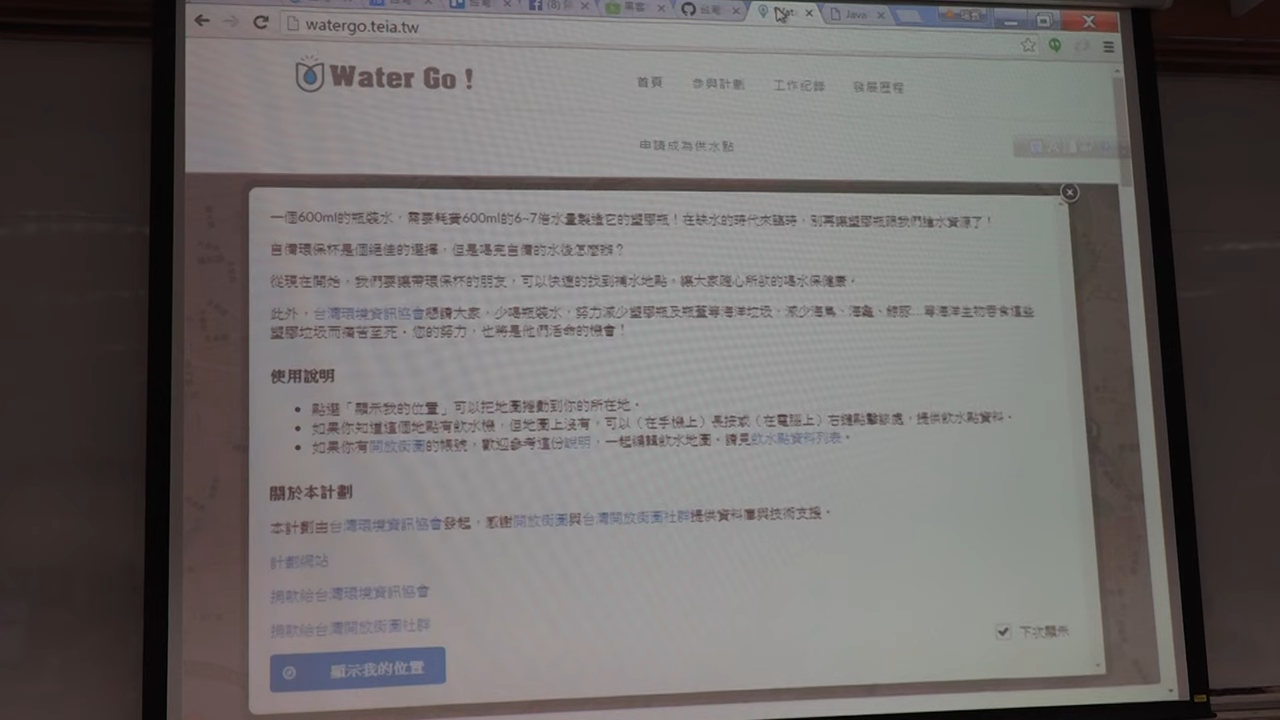 (8)
Java
watergo.teia.tw
Water Go !
首頁 參與計劃 工作紀錄 發展歷程
申請成為供水點
一個600ml的瓶裝水，需要耗費600ml的6~7倍水量製造它的塑膠瓶！在缺水的時代來臨時，別再讓塑膠瓶跟我們搶水資源了！
自備環保杯是個絕佳的選擇，但是喝完自備的水後怎麼辦？
從現在開始，我們要讓帶環保杯的朋友，可以快速的找到補水地點，讓大家隨心所欲的喝水保健康。
此外，台灣環境資訊協會懇請大家，少喝瓶裝水，努力減少塑膠瓶及瓶蓋等海洋垃圾，減少海鳥、海龜、鯨豚...等海洋生物吞食這些
塑膠垃圾而痛苦至死。您的努力，也將是他們活命的機會！
使用說明
點選「顯示我的位置」可以把地圖捲動到你的所在地。
如果你知道這個地點有飲水機，但地圖上沒有，可以（在手機上）長按或（在電腦上）右鍵點擊該處，提供飲水點資料。
如果你有開放街圖的帳號，歡迎參考這份說明，一起編輯飲水地圖。請見飲水點資料列表。
關於本計劃
本計劃由台灣環境資訊協會發起，感謝開放街圖與台灣開放街圖社群提供資料庫與技術支援。
計劃網站
捐款給台灣環境資訊協會
捐款給台灣開放街圖社群
下次顯示
顯示我的位置